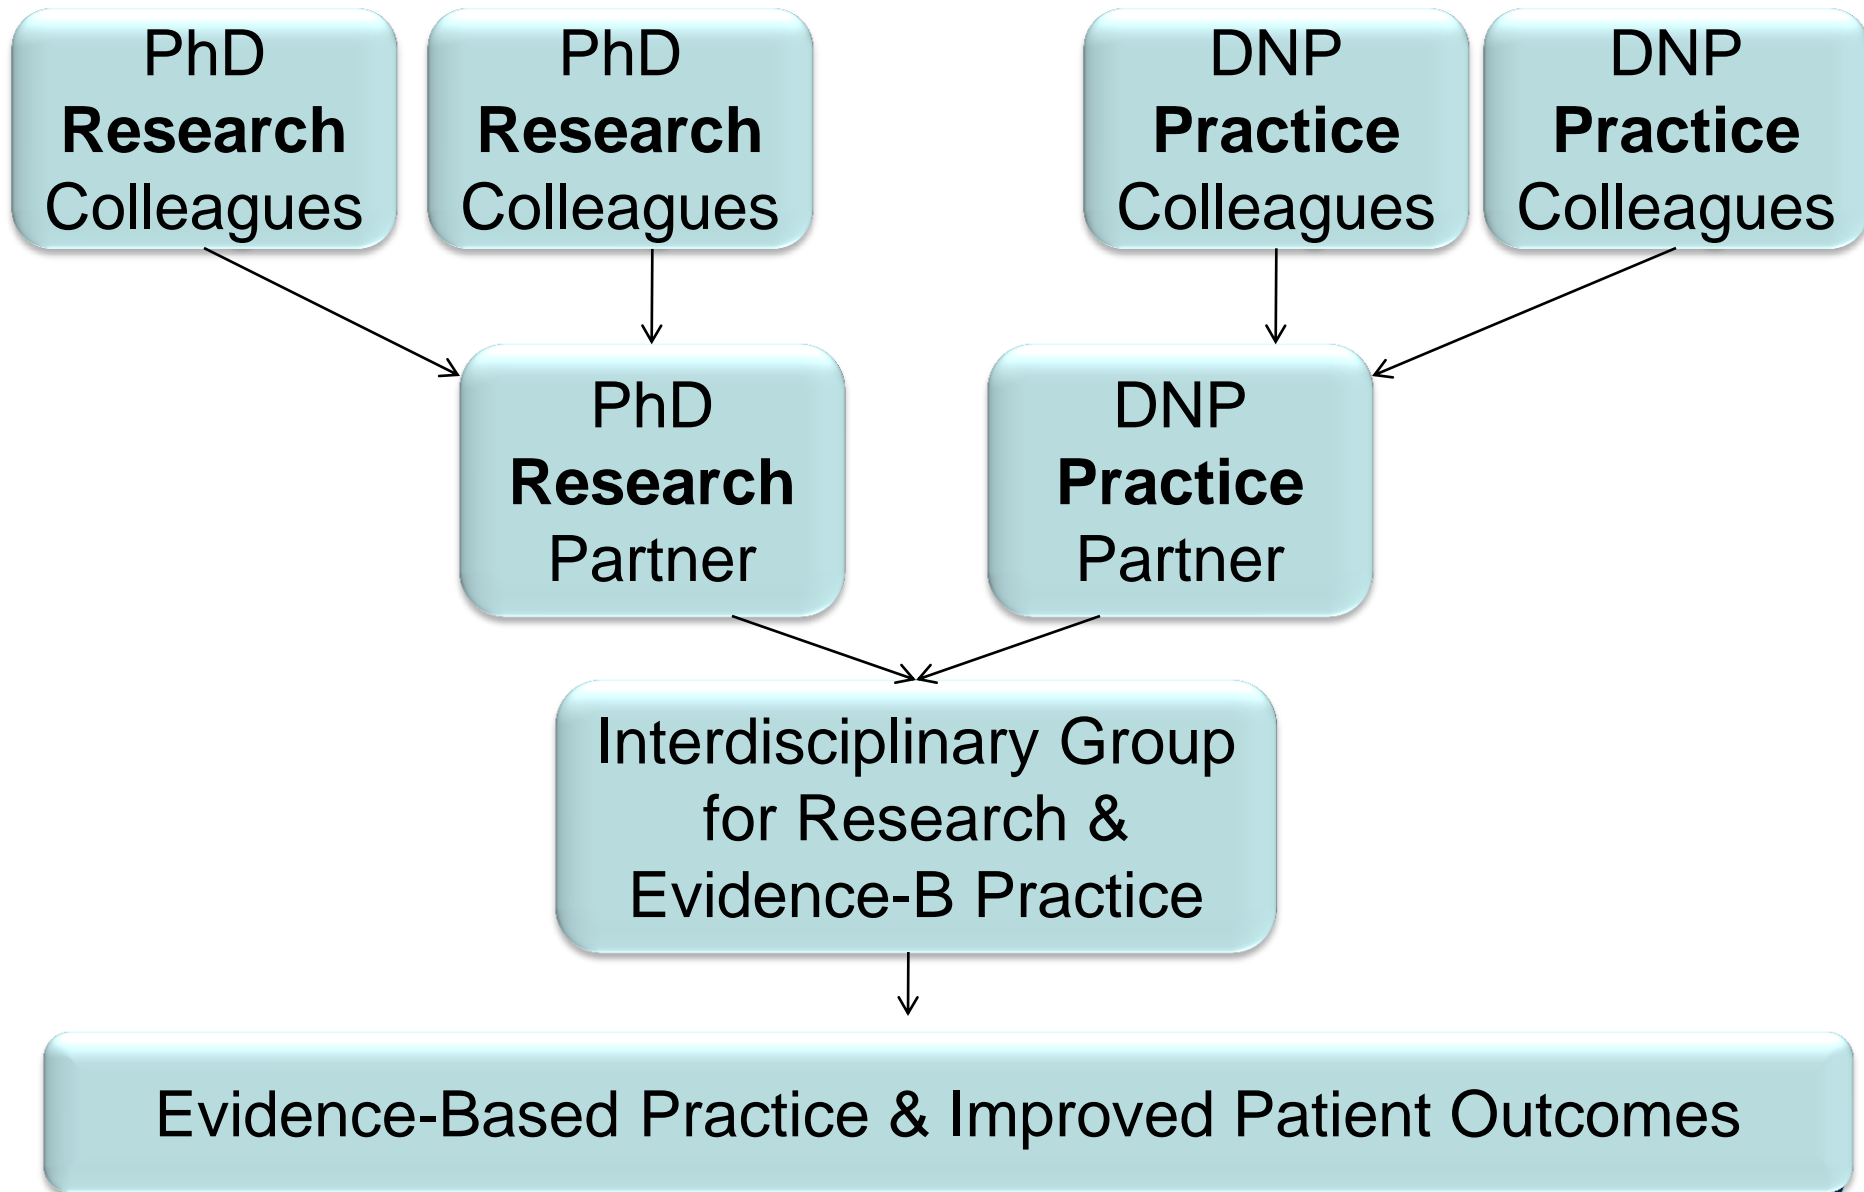 PhD
Research
Colleagues
PhD
Research
Colleagues
DNP
Practice
Colleagues
DNP
Practice
Colleagues
PhD
Research
Partner
DNP
Practice
Partner
Interdisciplinary Group
for Research &
Evidence-B Practice
Evidence-Based Practice & Improved Patient Outcomes